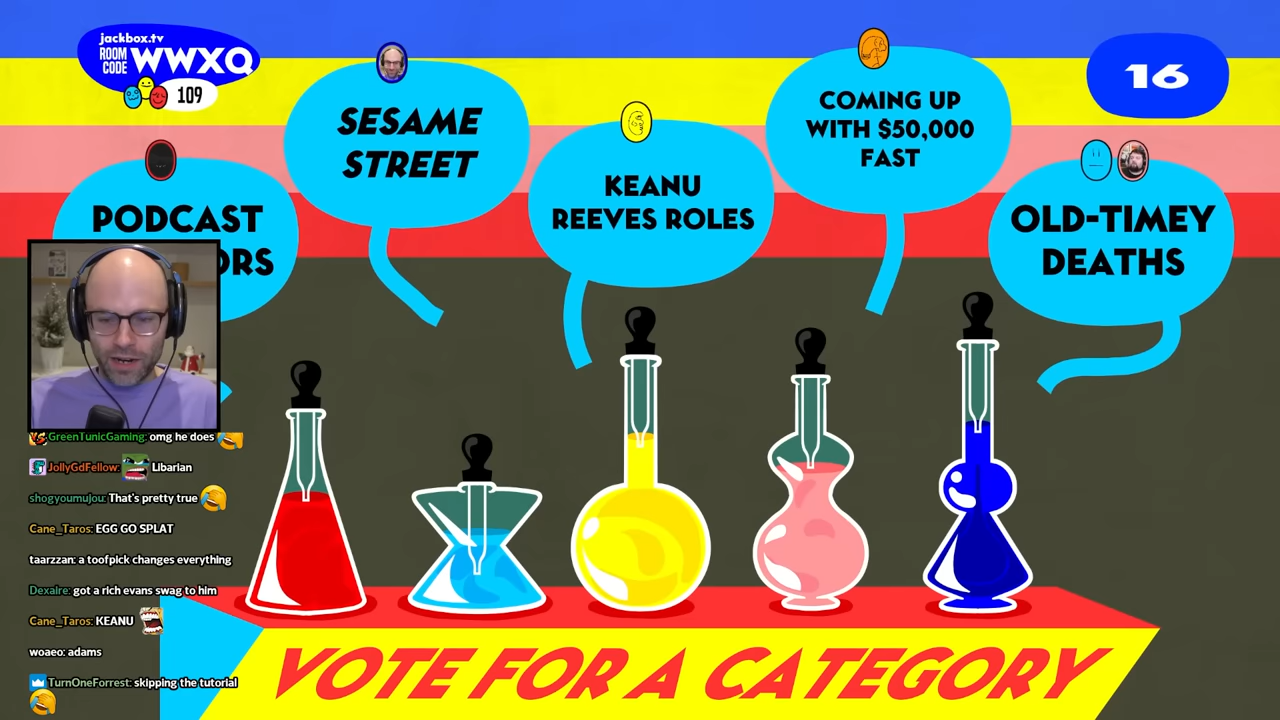 jackbox.tv
ROOM
CODE
WWXQ
109
16
PODCAST
SESAME
STREET
KEANU
REEVES ROLES
COMING UP
WITH $50,000
FAST
OLD-TIMEY
DEATHS
GreenTunicGaming: omg he does
JollyGdFellow: Libarian
shogyoumujou: That's pretty true
Cane_Taros: EGG GO SPLAT
taarzzan: a toofpick changes everything
Dexaire: got a rich evans swag to him
Cane_Taros: KEANU
woaeo: adams
TurnOneForrest: skipping the tutorial
VOTE FOR A CATEGORY